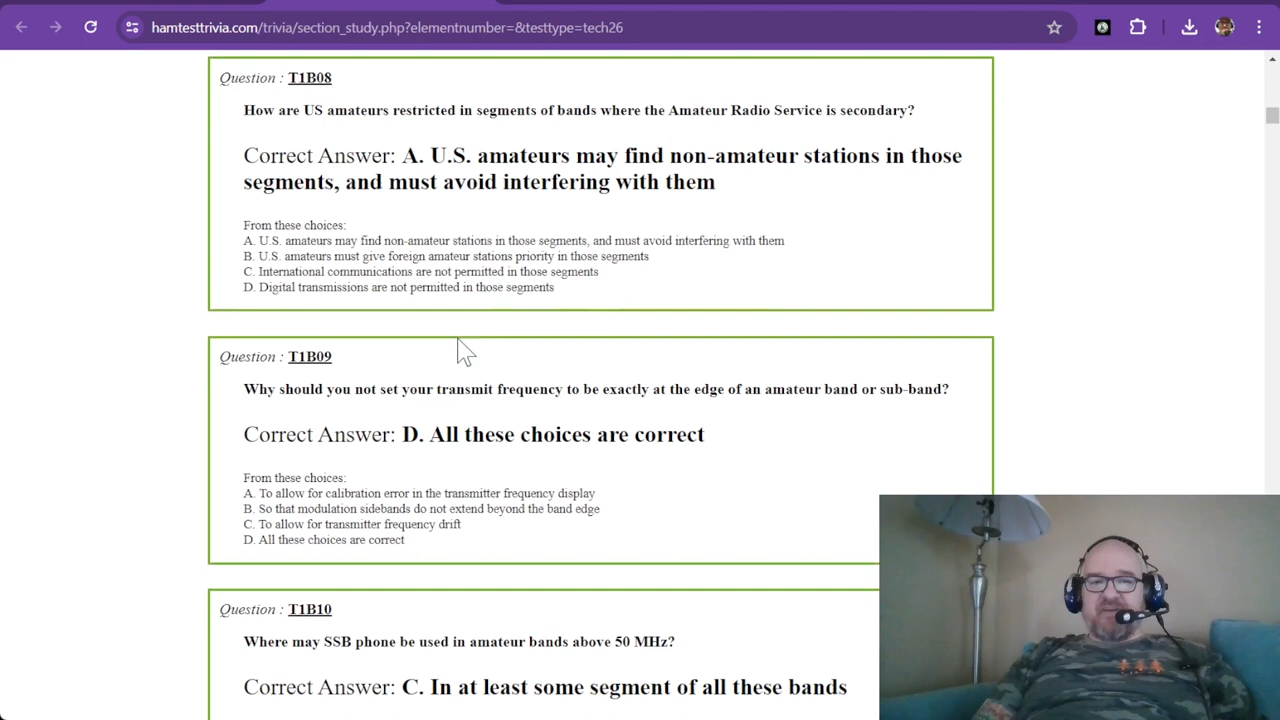 hamtesttrivia.com/trivia/section_study.php?elementnumber=&testtype=tech26
Question : T1B08
How are US amateurs restricted in segments of bands where the Amateur Radio Service is secondary?
Correct Answer: A. U.S. amateurs may find non-amateur stations in those
segments, and must avoid interfering with them
From these choices:
A. U.S. amateurs may find non-amateur stations in those segments, and must avoid interfering with them
B. U.S. amateurs must give foreign amateur stations priority in those segments
C. International communications are not permitted in those segments
D. Digital transmissions are not permitted in those segments
Question : T1B09
Why should you not set your transmit frequency to be exactly at the edge of an amateur band or sub-band?
Correct Answer: D. All these choices are correct
From these choices:
A. To allow for calibration error in the transmitter frequency display
B. So that modulation sidebands do not extend beyond the band edge
C. To allow for transmitter frequency drift
D. All these choices are correct
Question : T1B10
Where may SSB phone be used in amateur bands above 50 MHz?
Correct Answer: C. In at least some segment of all these bands